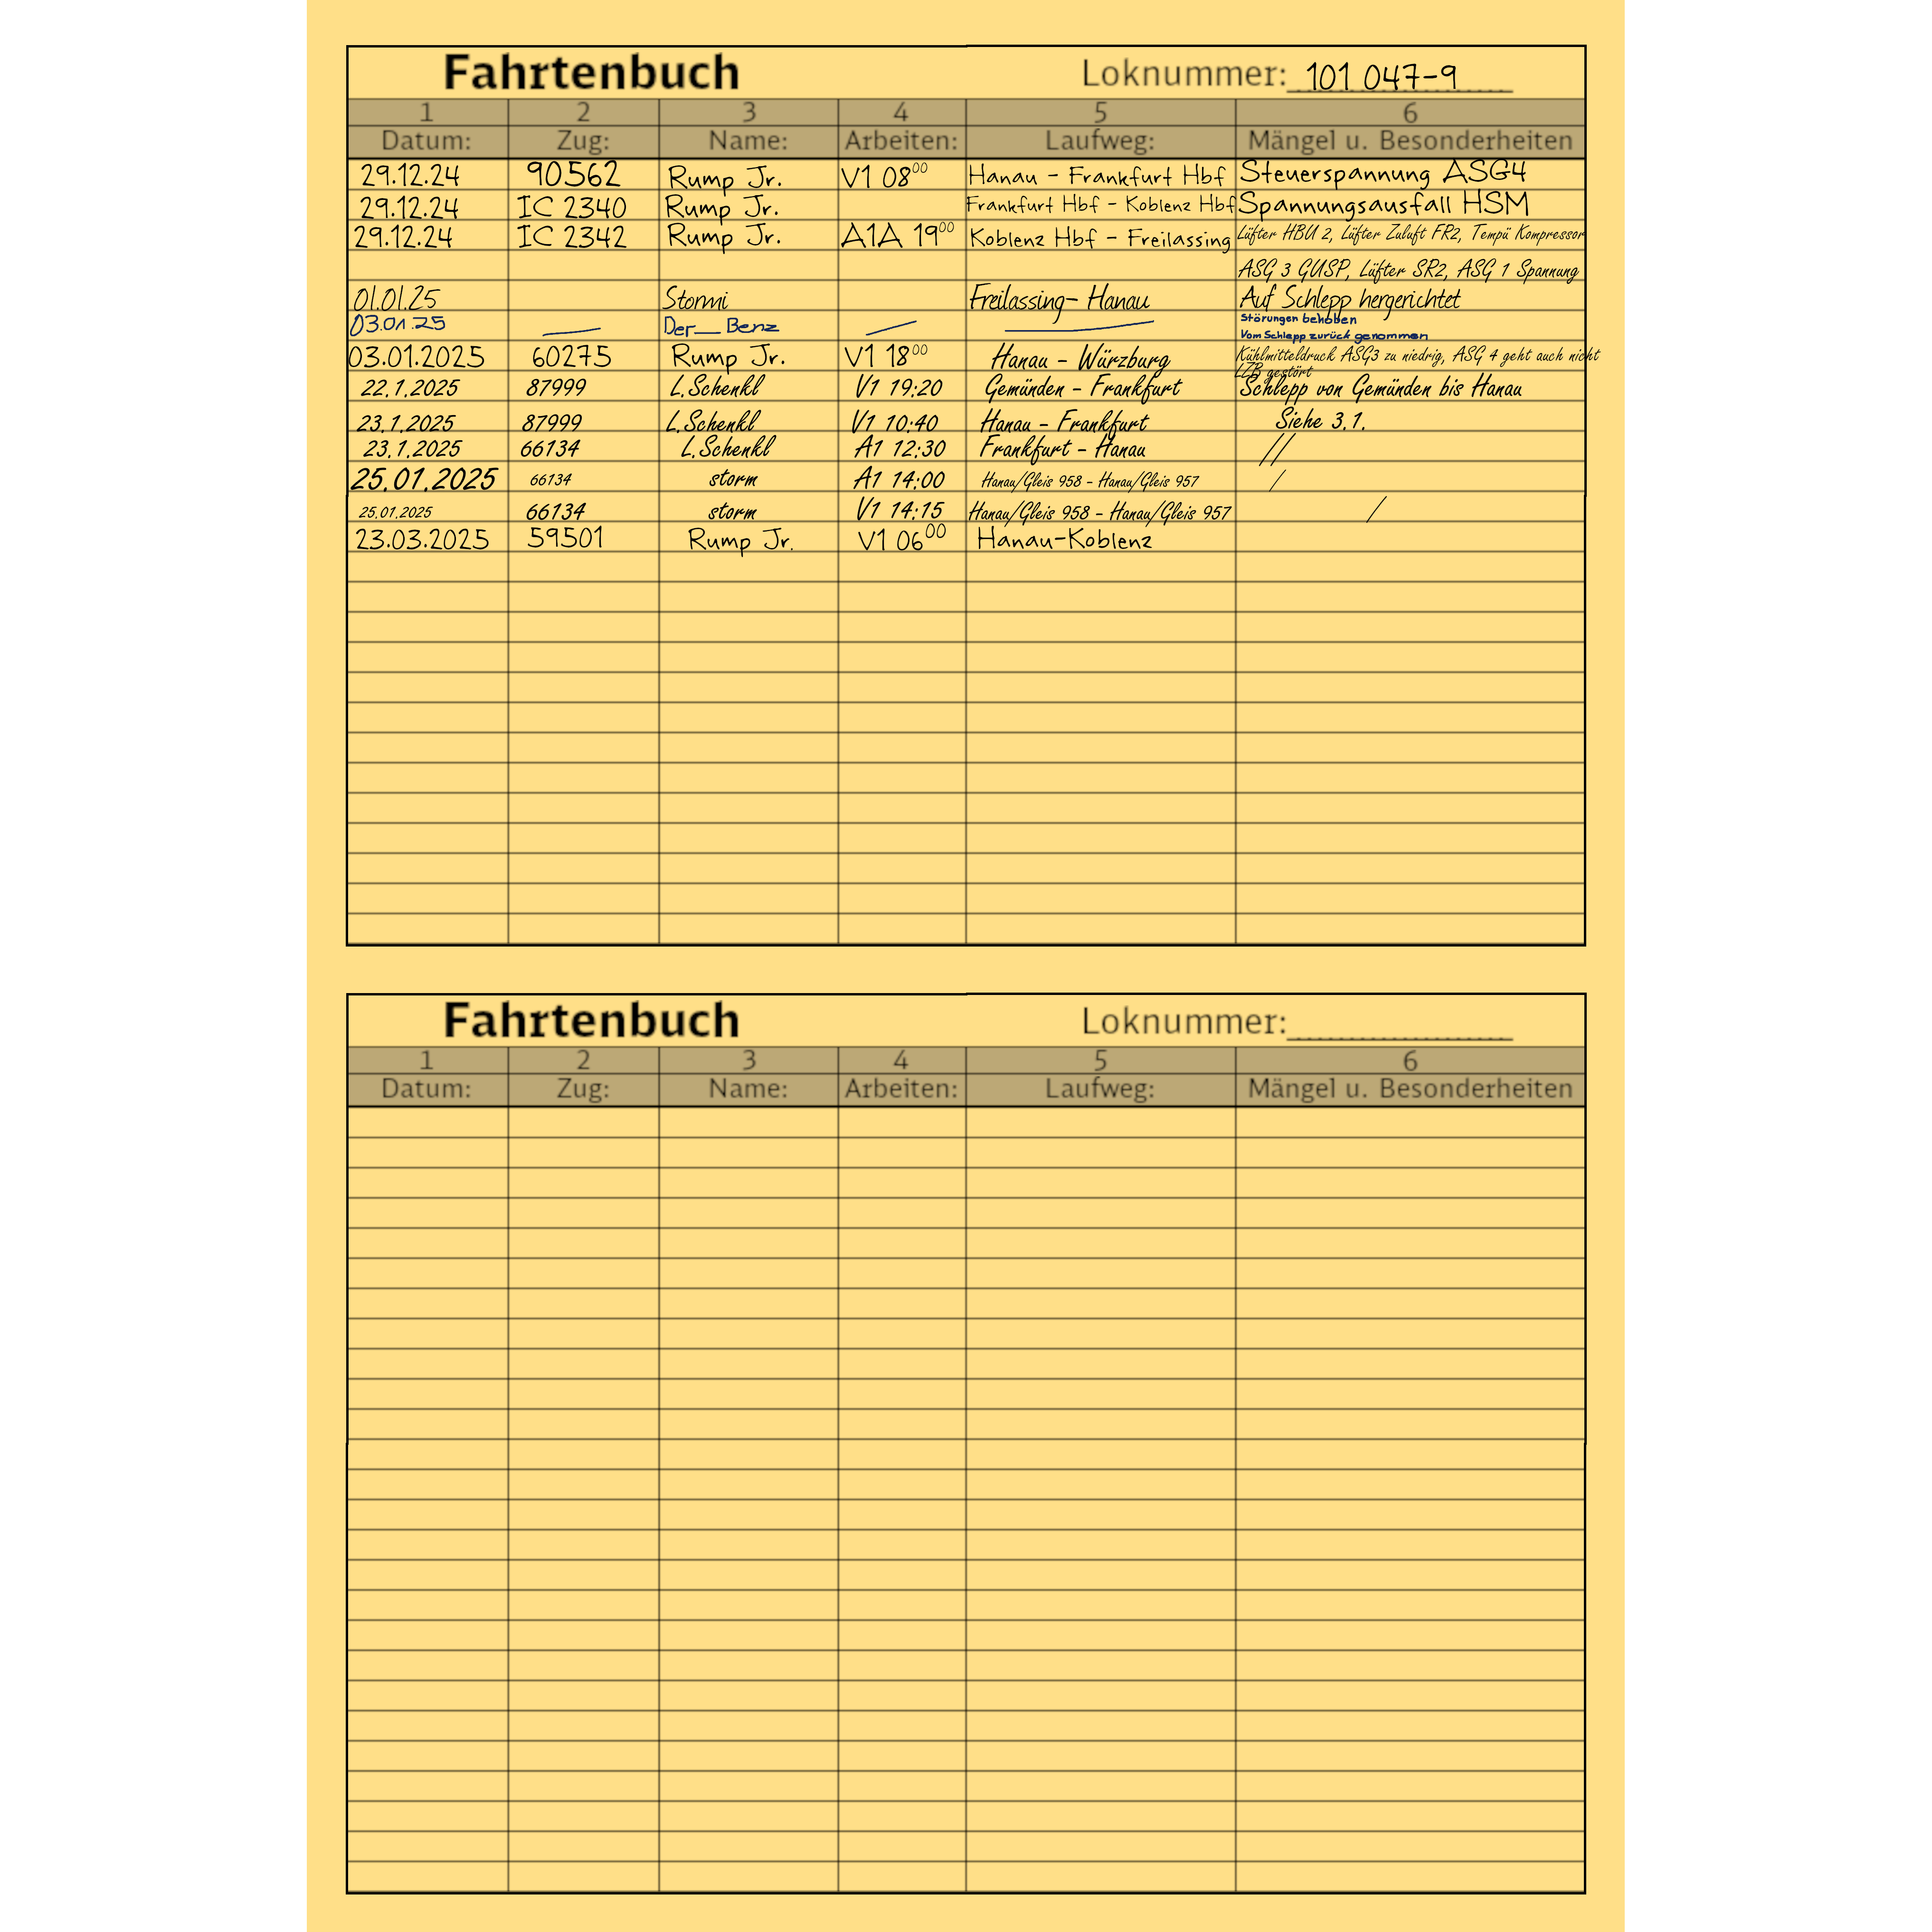 Fahrtenbuch Loknummer: 101 047-9
1 2 3 4 5 6
Datum: Zug: Name: Arbeiten: Laufweg: Mängel u. Besonderheiten
29.12.24 90562 Rump Jr. V1 08⁰⁰ Hanau - Frankfurt Hbf Steuerspannung ASG4
29.12.24 IC 2340 Rump Jr. Frankfurt Hbf - Koblenz Hbf Spannungsausfall HSM
29.12.24 IC 2342 Rump Jr. A1A 19⁰⁰ Koblenz Hbf - Freilassing Lüfter HBU 2, Lüfter Zuluft FR2, Tempü Kompressor
ASG 3 GUSP, Lüfter SR2, ASG 1 Spannung
01.01.25 Stormi Freilassing- Hanau Auf Schlepp hergerichtet
03.01.25 Der__Benz Störungen behoben
Vom Schlepp zurück genommen
03.01.2025 60275 Rump Jr. V1 18⁰⁰ Hanau - Würzburg Kühlmitteldruck ASG3 zu niedrig, ASG 4 geht auch nicht
LZB gestört
22.1.2025 87999 L.Schenkl V1 19:20 Gemünden - Frankfurt Schlepp von Gemünden bis Hanau
23.1.2025 87999 L.Schenkl V1 10:40 Hanau - Frankfurt Siehe 3.1.
23.1.2025 66134 L.Schenkl A1 12:30 Frankfurt - Hanau //
25.01.2025 66134 storm A1 14:00 Hanau/Gleis 958 - Hanau/Gleis 957 /
25.01.2025 66134 storm V1 14:15 Hanau/Gleis 958 - Hanau/Gleis 957 /
23.03.2025 59501 Rump Jr. V1 06⁰⁰ Hanau-Koblenz
Fahrtenbuch Loknummer:
1 2 3 4 5 6
Datum: Zug: Name: Arbeiten: Laufweg: Mängel u. Besonderheiten